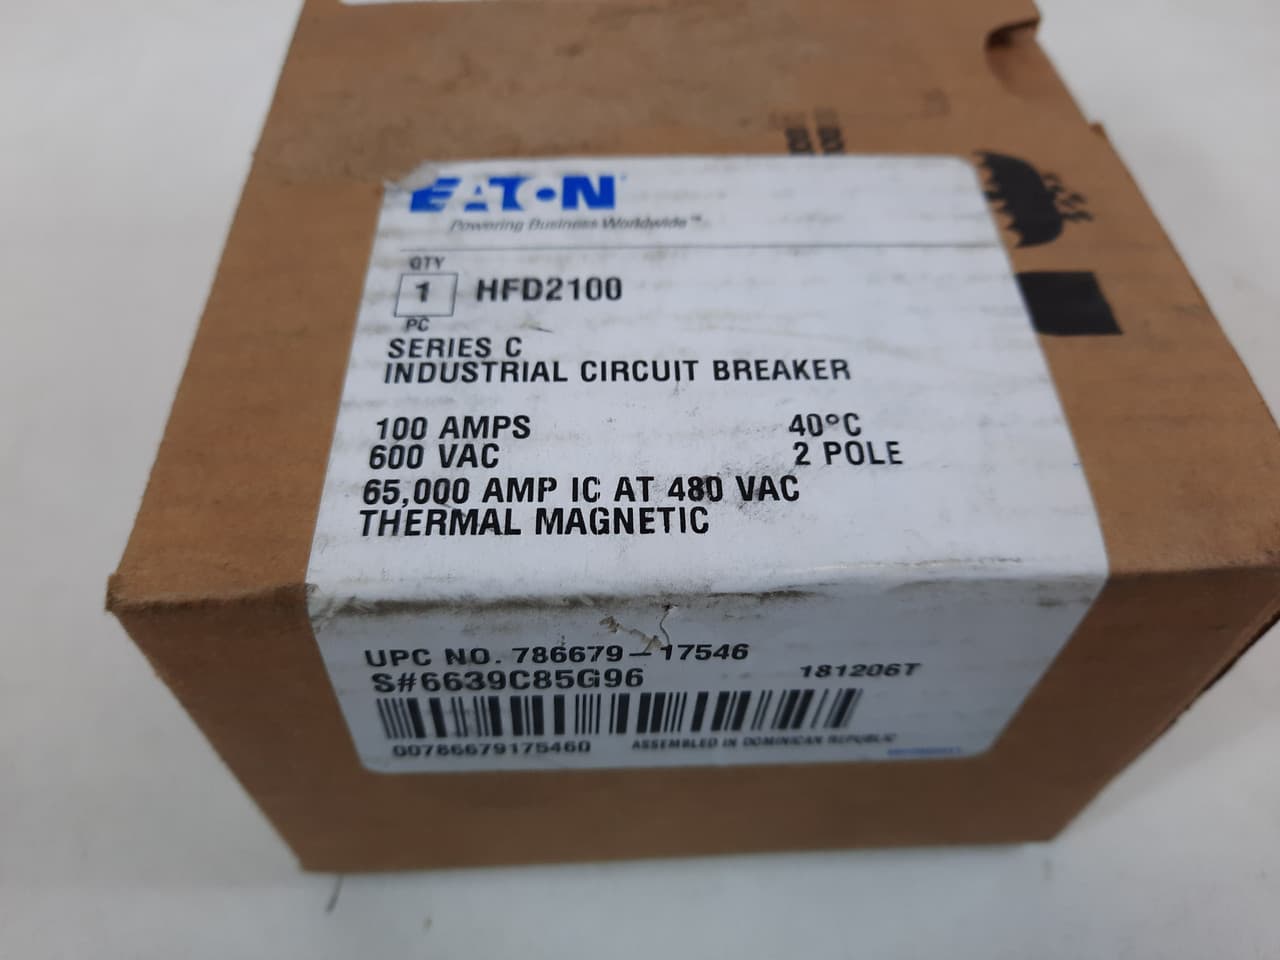 EATON
Powering Business Worldwide™
QTY
1 HFD2100
PC
SERIES C
INDUSTRIAL CIRCUIT BREAKER
100 AMPS 40°C
600 VAC 2 POLE
65,000 AMP IC AT 480 VAC
THERMAL MAGNETIC
UPC NO. 786679-17546
S#6639C85G96 181206T
00786679175460 ASSEMBLED IN DOMINICAN REPUBLIC